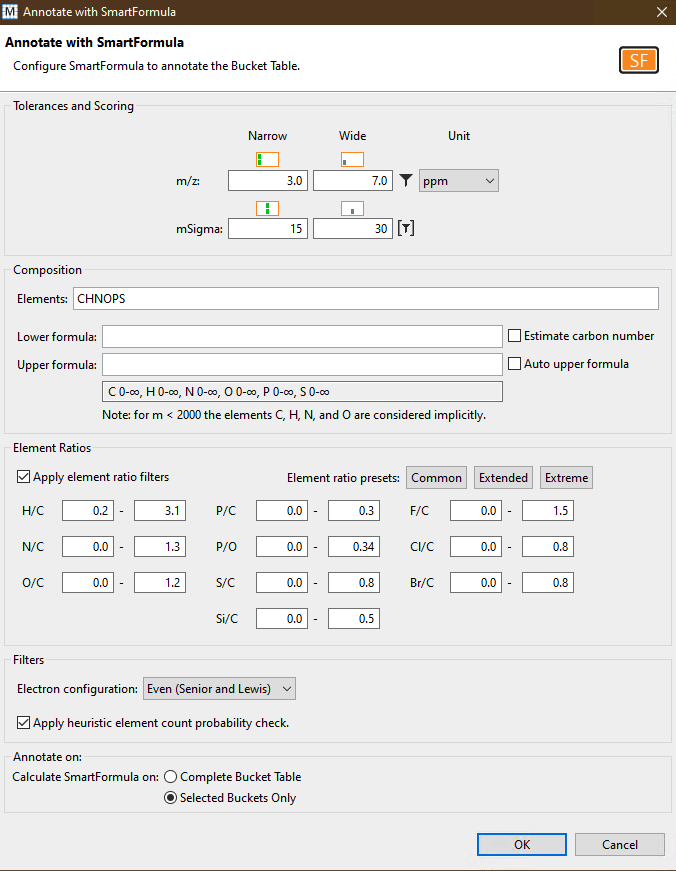 M Annotate with SmartFormula
Annotate with SmartFormula
Configure SmartFormula to annotate the Bucket Table.
SF
Tolerances and Scoring
Narrow Wide Unit
m/z: 3.0 7.0 ppm
mSigma: 15 30
Composition
Elements: CHNOPS
Lower formula: Estimate carbon number
Upper formula: Auto upper formula
C 0-∞, H 0-∞, N 0-∞, O 0-∞, P 0-∞, S 0-∞
Note: for m < 2000 the elements C, H, N, and O are considered implicitly.
Element Ratios
Apply element ratio filters Element ratio presets: Common Extended Extreme
H/C 0.2 - 3.1 P/C 0.0 - 0.3 F/C 0.0 - 1.5
N/C 0.0 - 1.3 P/O 0.0 - 0.34 Cl/C 0.0 - 0.8
O/C 0.0 - 1.2 S/C 0.0 - 0.8 Br/C 0.0 - 0.8
Si/C 0.0 - 0.5
Filters
Electron configuration: Even (Senior and Lewis)
Apply heuristic element count probability check.
Annotate on:
Calculate SmartFormula on: Complete Bucket Table
Selected Buckets Only
OK Cancel